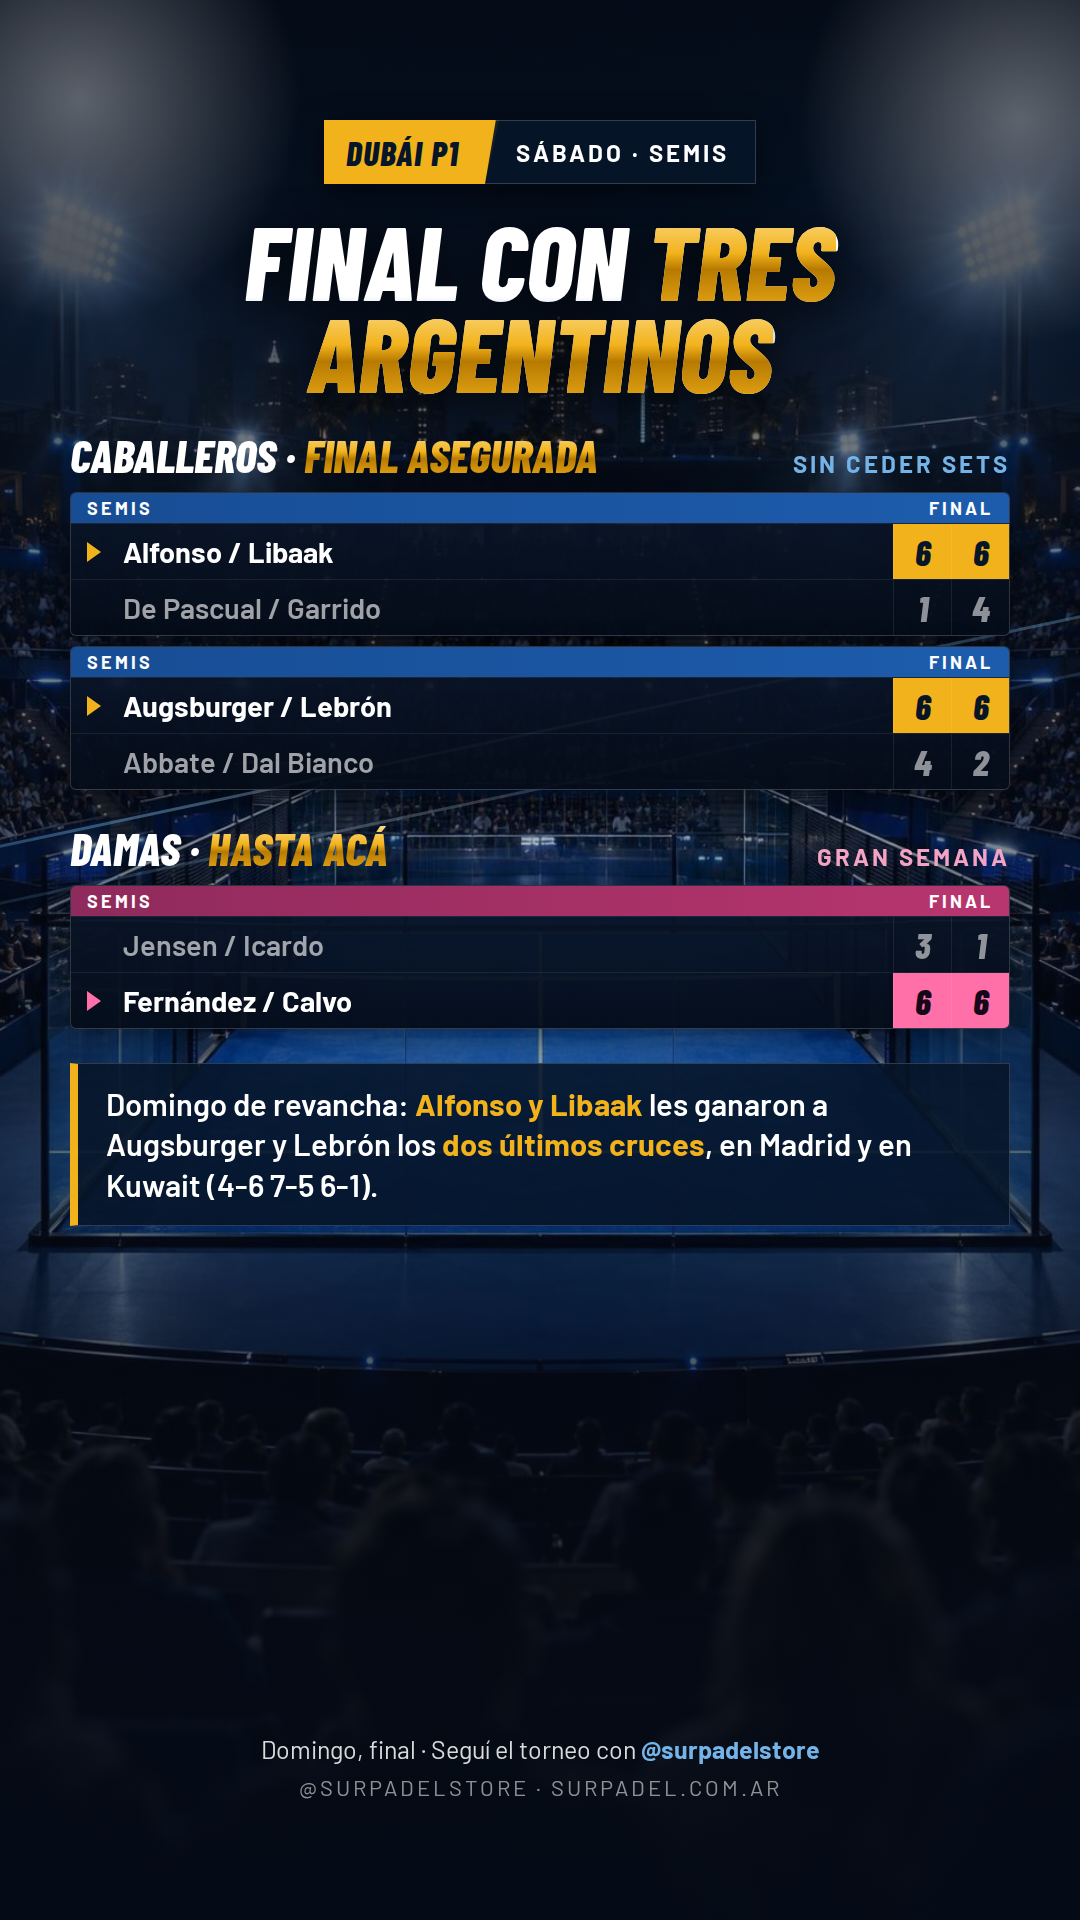 DUBÁI P1 SÁBADO · SEMIS
FINAL CON TRES
ARGENTINOS
CABALLEROS · FINAL ASEGURADA SIN CEDER SETS
SEMIS FINAL
Alfonso / Libaak 6 6
De Pascual / Garrido 1 4
SEMIS FINAL
Augsburger / Lebrón 6 6
Abbate / Dal Bianco 4 2
DAMAS · HASTA ACÁ GRAN SEMANA
SEMIS FINAL
Jensen / Icardo 3 1
Fernández / Calvo 6 6
Domingo de revancha: Alfonso y Libaak les ganaron a
Augsburger y Lebrón los dos últimos cruces, en Madrid y en
Kuwait (4-6 7-5 6-1).
Domingo, final · Seguí el torneo con @surpadelstore
@SURPADELSTORE · SURPADEL.COM.AR